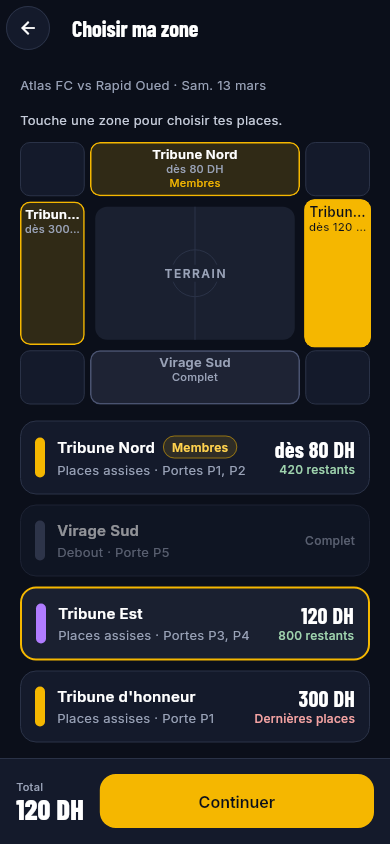 Choisir ma zone
Atlas FC vs Rapid Oued · Sam. 13 mars
Touche une zone pour choisir tes places.
Tribune Nord
dès 80 DH
Membres
Tribun...
dès 300...
TERRAIN
Tribun...
dès 120 ...
Virage Sud
Complet
Tribune Nord Membres dès 80 DH
Places assises · Portes P1, P2 420 restants
Virage Sud
Debout · Porte P5 Complet
Tribune Est 120 DH
Places assises · Portes P3, P4 800 restants
Tribune d'honneur 300 DH
Places assises · Porte P1 Dernières places
Total
120 DH
Continuer